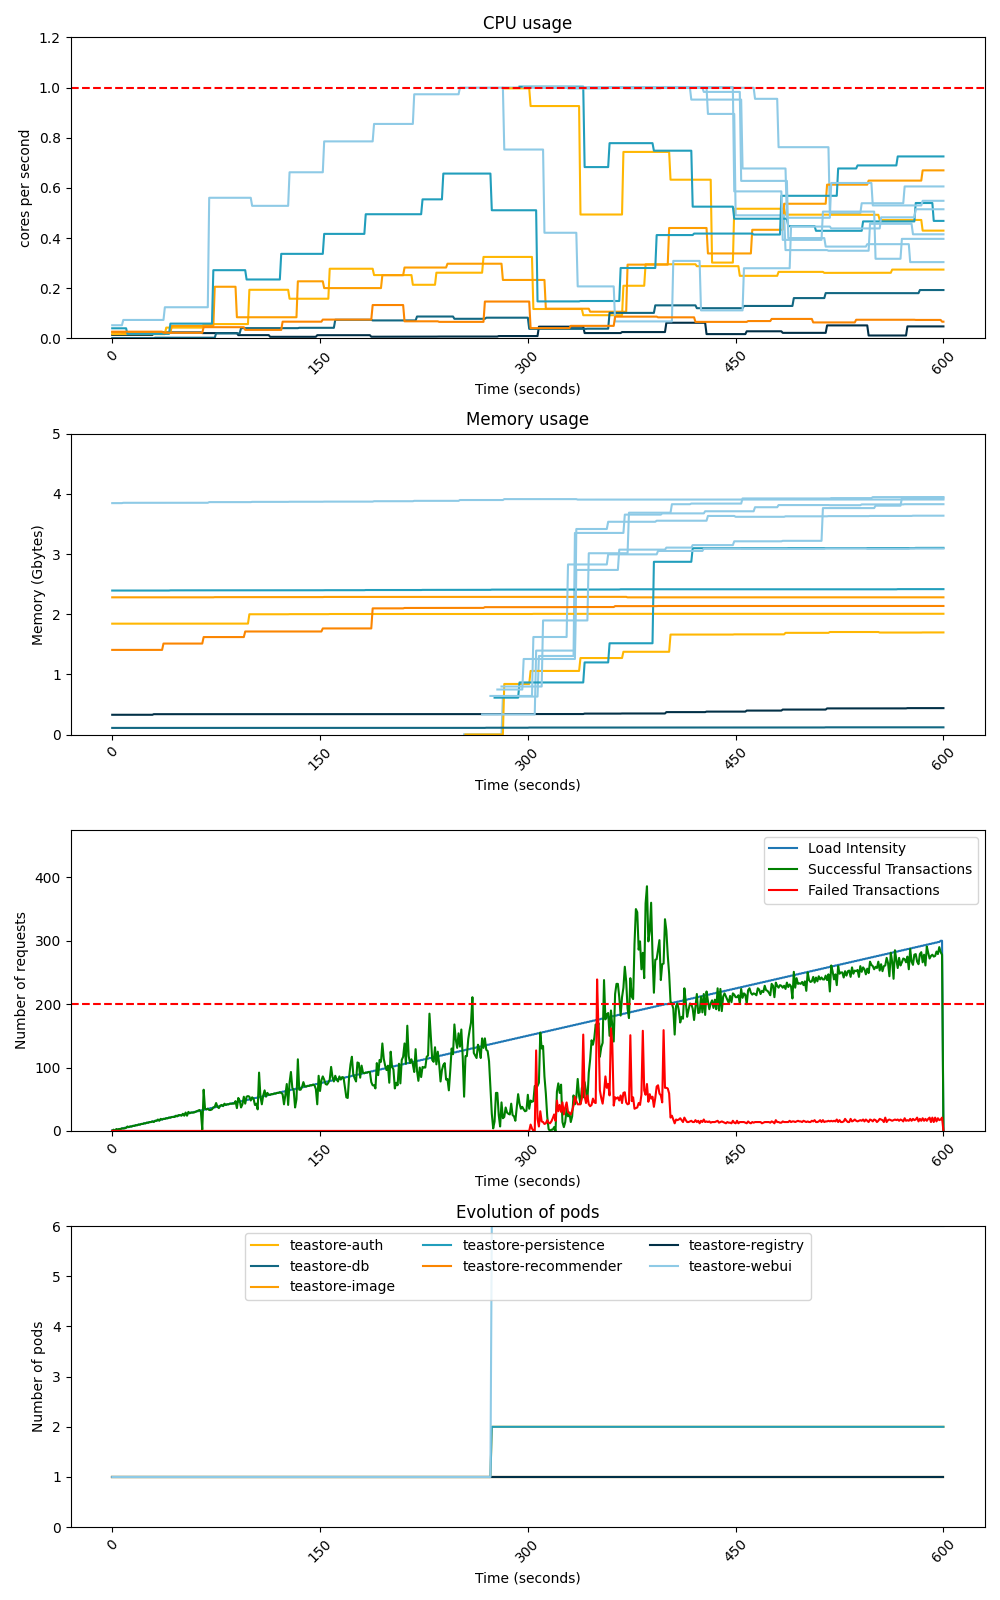 CPU usage
1.2
1.0
0.8
0.6
0.4
0.2
0.0
cores per second
0 150 300 450 600
Time (seconds)
Memory usage
5
4
3
2
1
0
Memory (Gbytes)
0 150 300 450 600
Time (seconds)
Load Intensity
Successful Transactions
Failed Transactions
400
300
200
100
0
Number of requests
0 150 300 450 600
Time (seconds)
Evolution of pods
teastore-auth teastore-persistence teastore-registry
teastore-db teastore-recommender teastore-webui
teastore-image
6
5
4
3
2
1
0
Number of pods
0 150 300 450 600
Time (seconds)